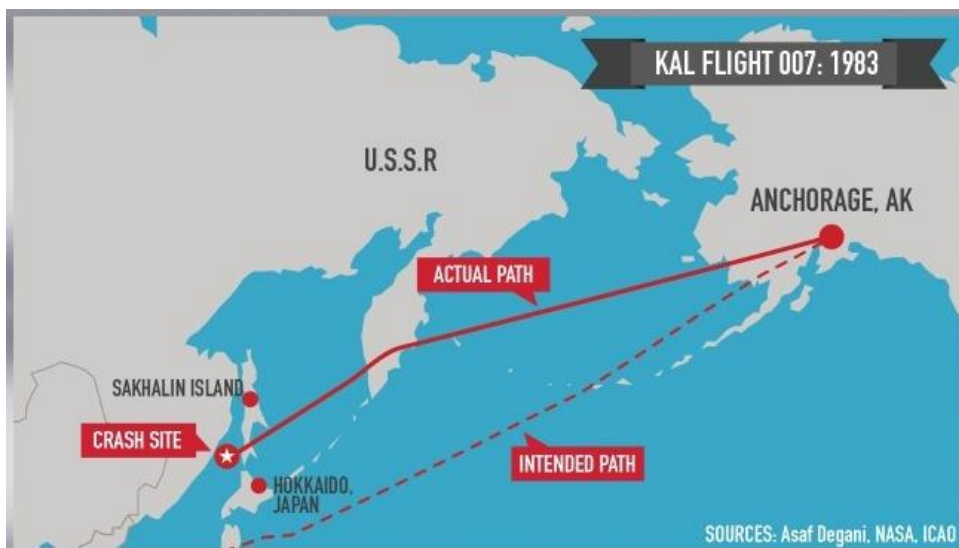 KAL FLIGHT 007: 1983
U.S.S.R
ANCHORAGE, AK
ACTUAL PATH
SAKHALIN ISLAND
CRASH SITE
INTENDED PATH
HOKKAIDO,
JAPAN
SOURCES: Asaf Degani, NASA, ICAO